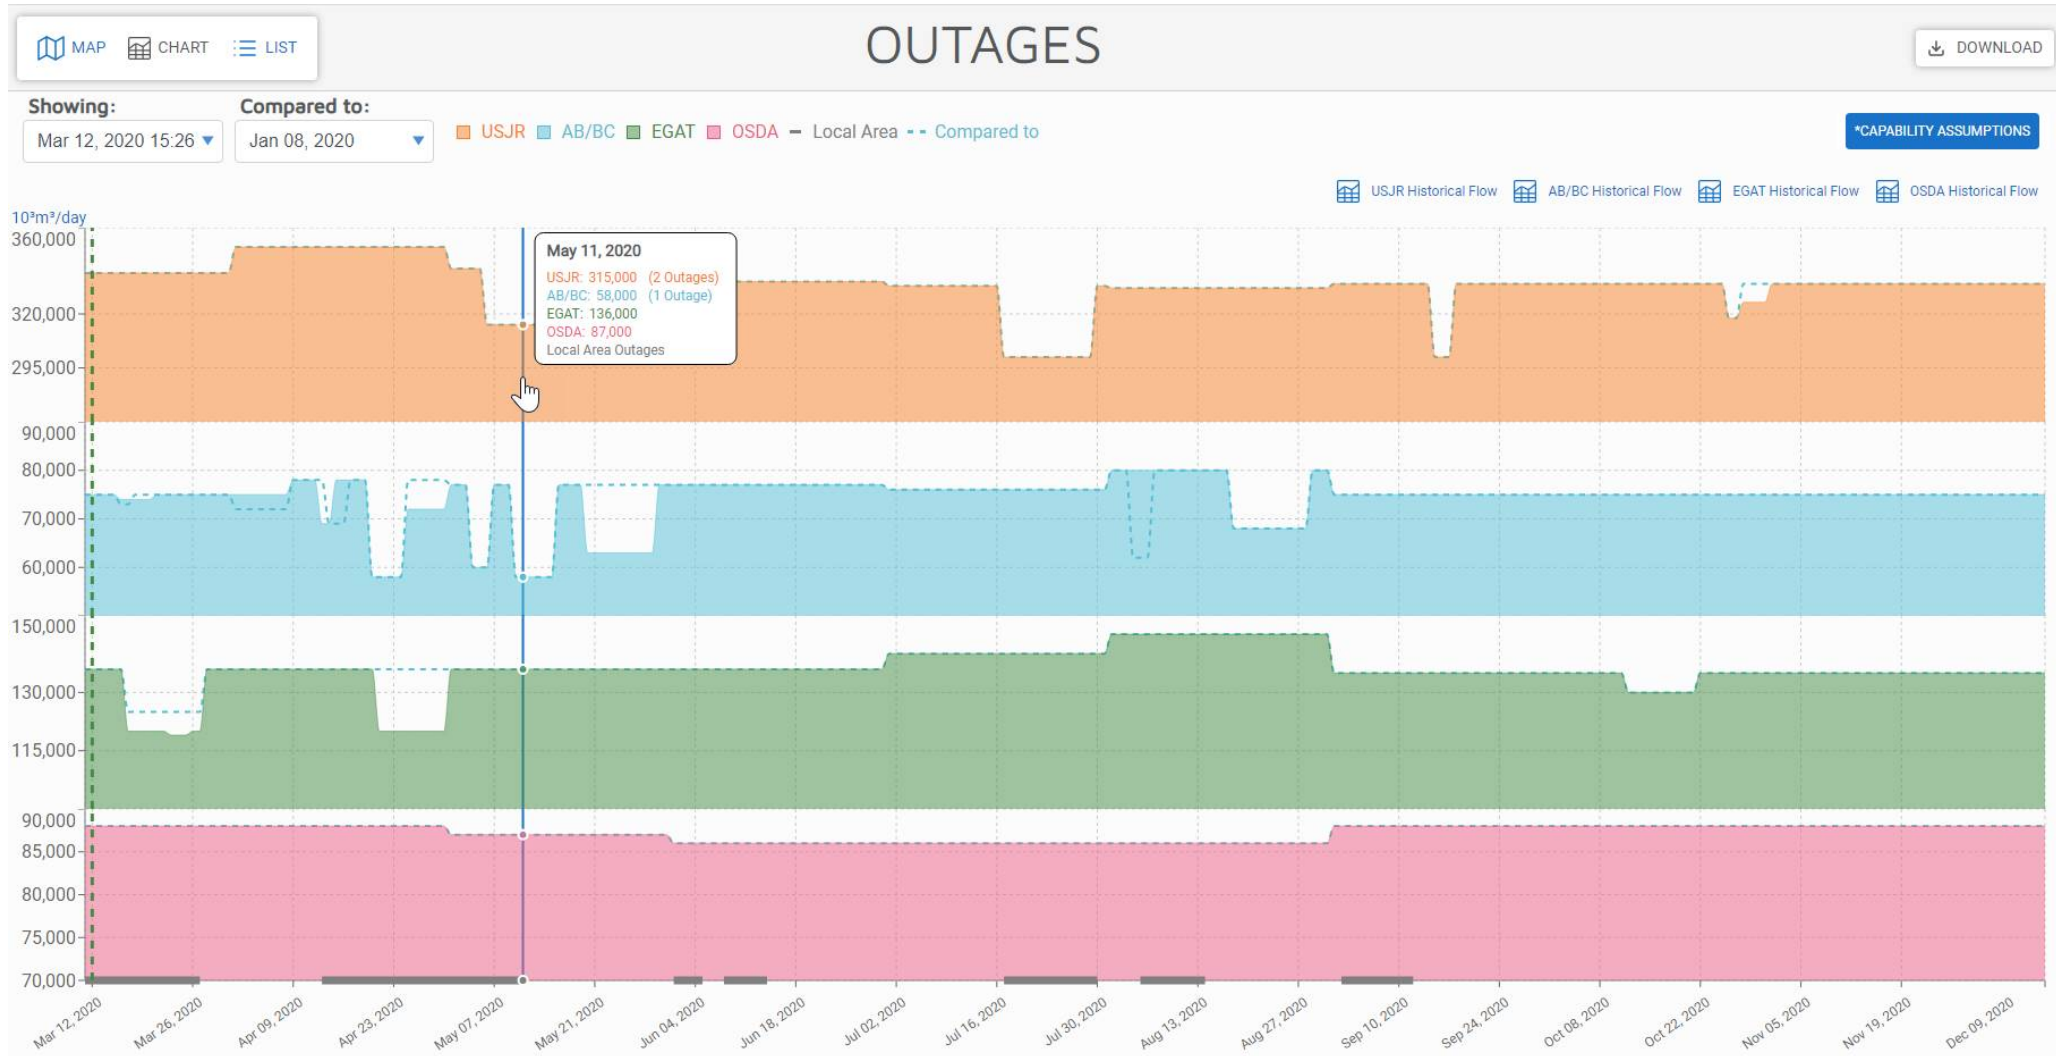 MAP CHART LIST
OUTAGES
DOWNLOAD
Showing:
Compared to:
Mar 12, 2020 15:26
Jan 08, 2020
USJR AB/BC EGAT OSDA Local Area Compared to
*CAPABILITY ASSUMPTIONS
USJR Historical Flow AB/BC Historical Flow EGAT Historical Flow OSDA Historical Flow
10³m³/day
360,000
320,000
295,000
May 11, 2020
USJR: 315,000 (2 Outages)
AB/BC: 58,000 (1 Outage)
EGAT: 136,000
OSDA: 87,000
Local Area Outages
90,000
80,000
70,000
60,000
150,000
130,000
115,000
90,000
85,000
80,000
75,000
70,000
Mar 12, 2020
Mar 26, 2020
Apr 09, 2020
Apr 23, 2020
May 07, 2020
May 21, 2020
Jun 04, 2020
Jun 18, 2020
Jul 02, 2020
Jul 16, 2020
Jul 30, 2020
Aug 13, 2020
Aug 27, 2020
Sep 10, 2020
Sep 24, 2020
Oct 08, 2020
Oct 22, 2020
Nov 05, 2020
Nov 19, 2020
Dec 09, 2020